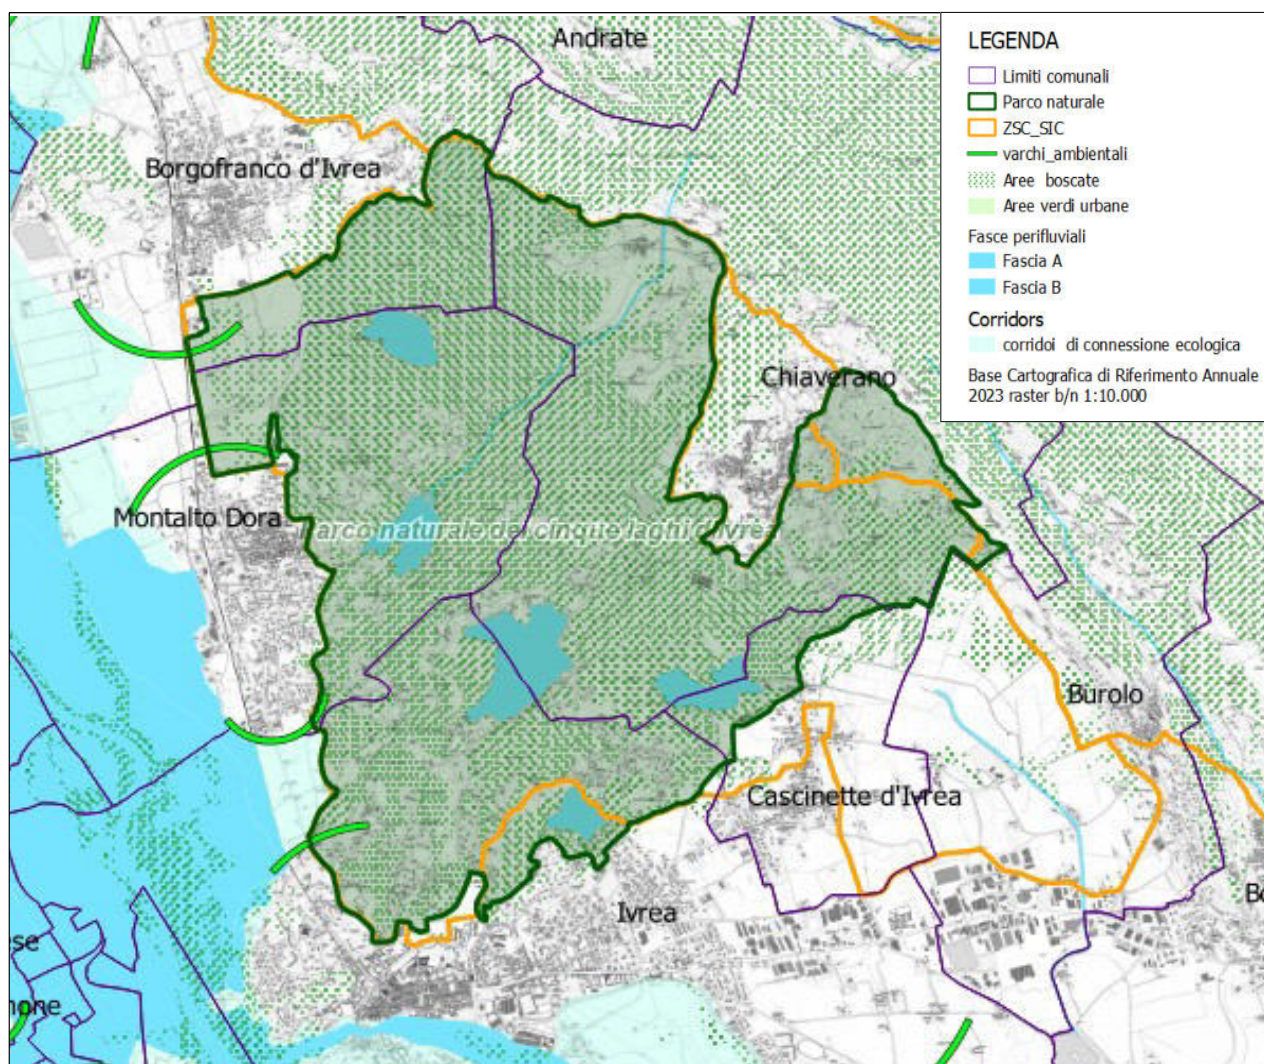 Andrate
Borgofranco d'Ivrea
Chiaverano
Montalto Dora
arco naturale dei cinque laghi
Ivrea
Burolo
Cascinette d'Ivrea
Ivrea
LEGENDA
Limiti comunali
Parco naturale
ZSC_SIC
varchi_ambientali
Aree boscate
Aree verdi urbane
Fasce perifluviali
Fascia A
Fascia B
Corridors
corridoi di connessione ecologica
Base Cartografica di Riferimento Annuale
2023 raster b/n 1:10.000